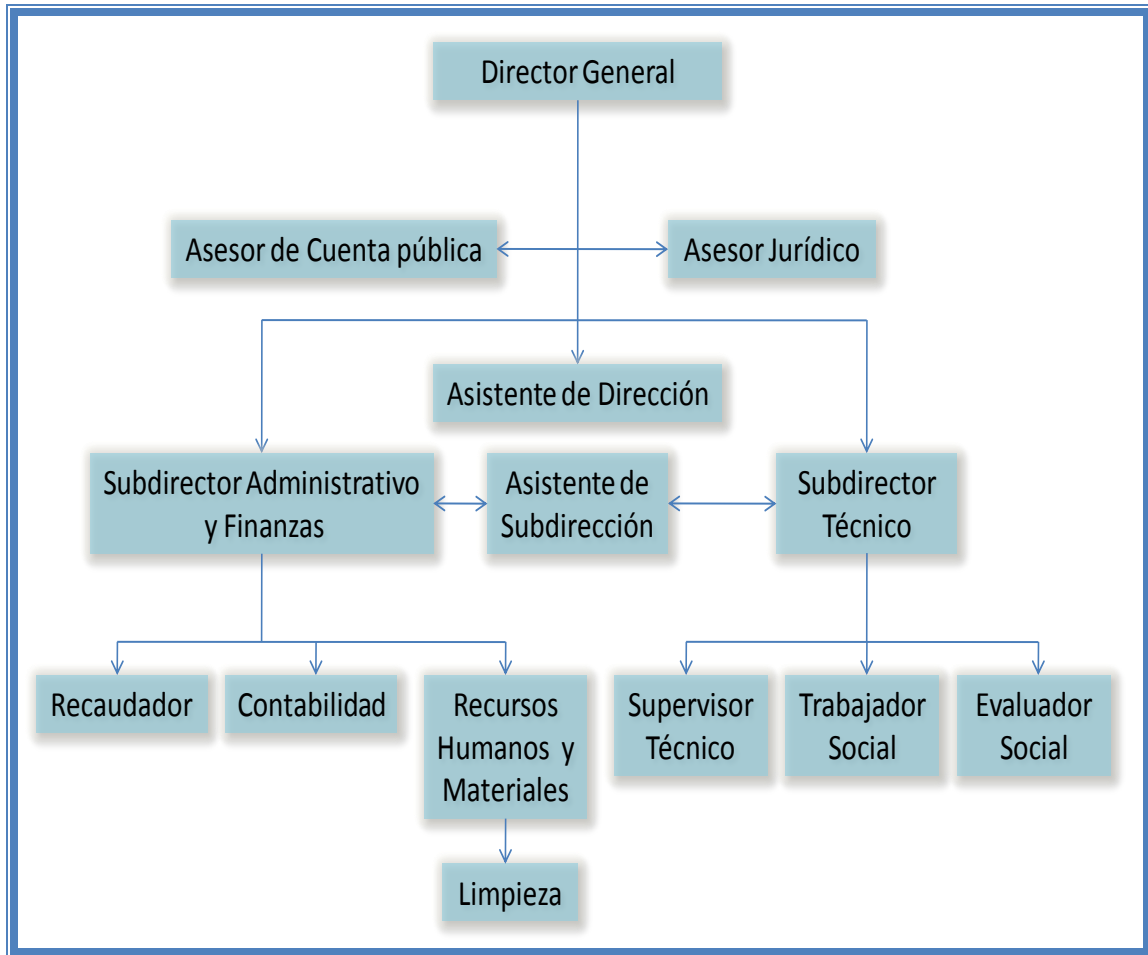 Director General
Asesor de Cuenta pública
Asesor Jurídico
Asistente de Dirección
Subdirector Administrativo
y Finanzas
Asistente de
Subdirección
Subdirector
Técnico
Recaudador
Contabilidad
Recursos
Humanos y
Materiales
Supervisor
Técnico
Trabajador
Social
Evaluador
Social
Limpieza